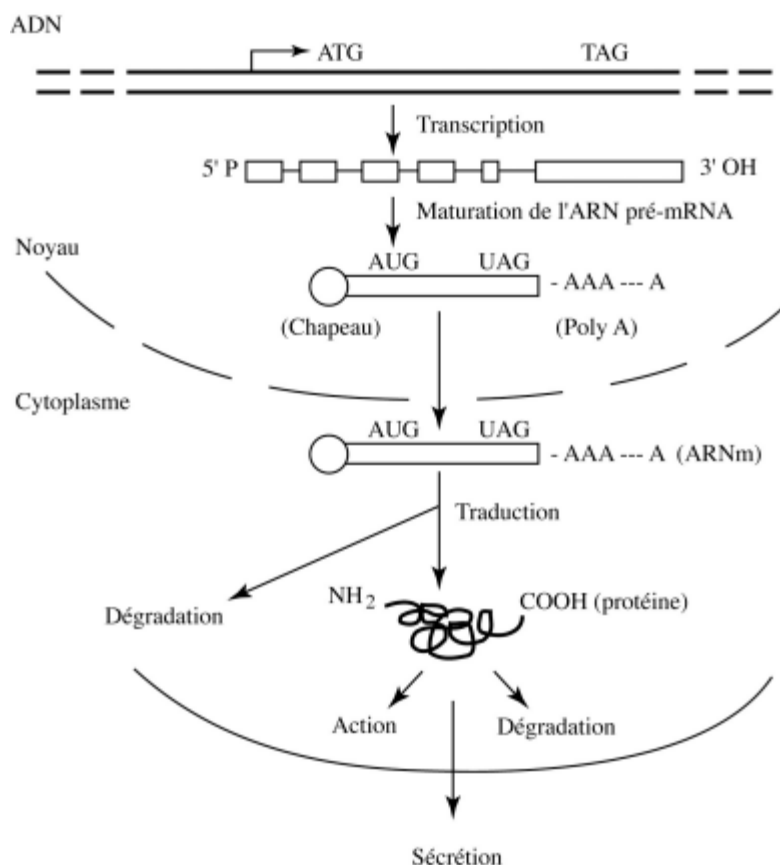 ADN
ATG TAG
Transcription
5' P 3' OH
Maturation de l'ARN pré-mRNA
Noyau
AUG UAG
- AAA --- A
(Chapeau) (Poly A)
Cytoplasme
AUG UAG
- AAA --- A (ARNm)
Traduction
NH2 COOH (protéine)
Dégradation
Action Dégradation
Sécrétion